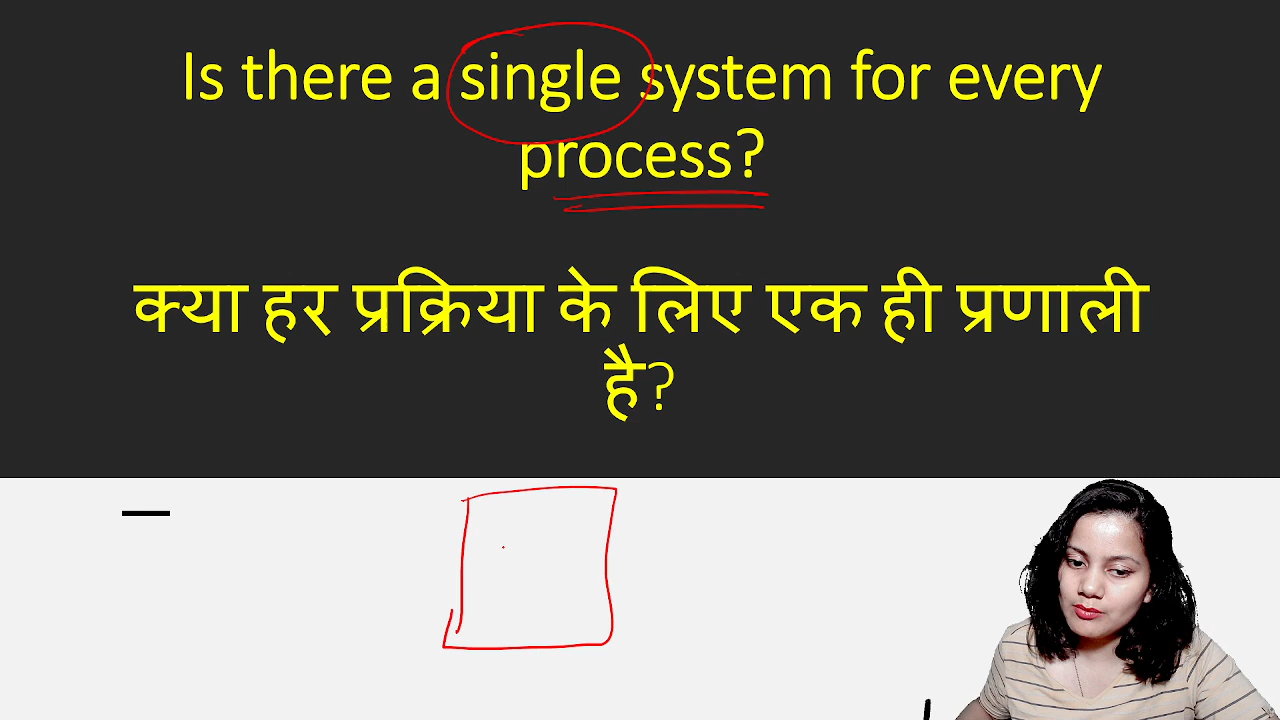 Is there a single system for every
process?
क्या हर प्रक्रिया के लिए एक ही प्रणाली
है?